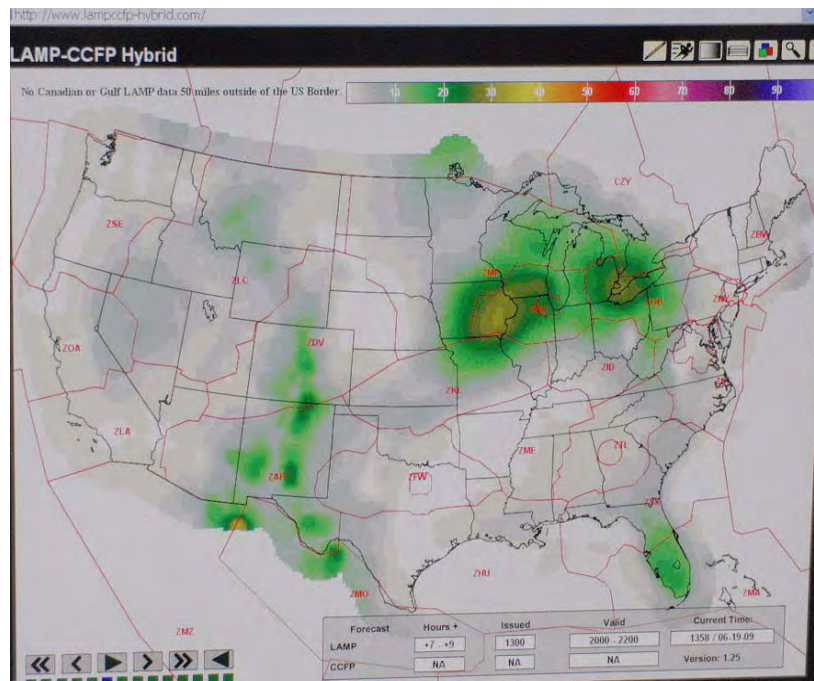 http://www.lampccfp-hybrid.com/
LAMP-CCFP Hybrid
No Canadian or Gulf LAMP data 50 miles outside of the US Border
10 20 30 40 50 60 70 80 90
CZY
ZSE
ZBW
ZMP
ZLC
ZNY
ZOB
ZDV
ZOA
ZID
ZKC
ZLA
ZME
ZTL
ZAB
ZFW
ZJX
ZHU
ZMO
ZMA
ZMZ
Forecast Hours + Issued Valid Current Time:
LAMP +7 - +9 1300 2000 - 2200 1358 / 06-19-09
CCFP NA NA NA Version: 1.25